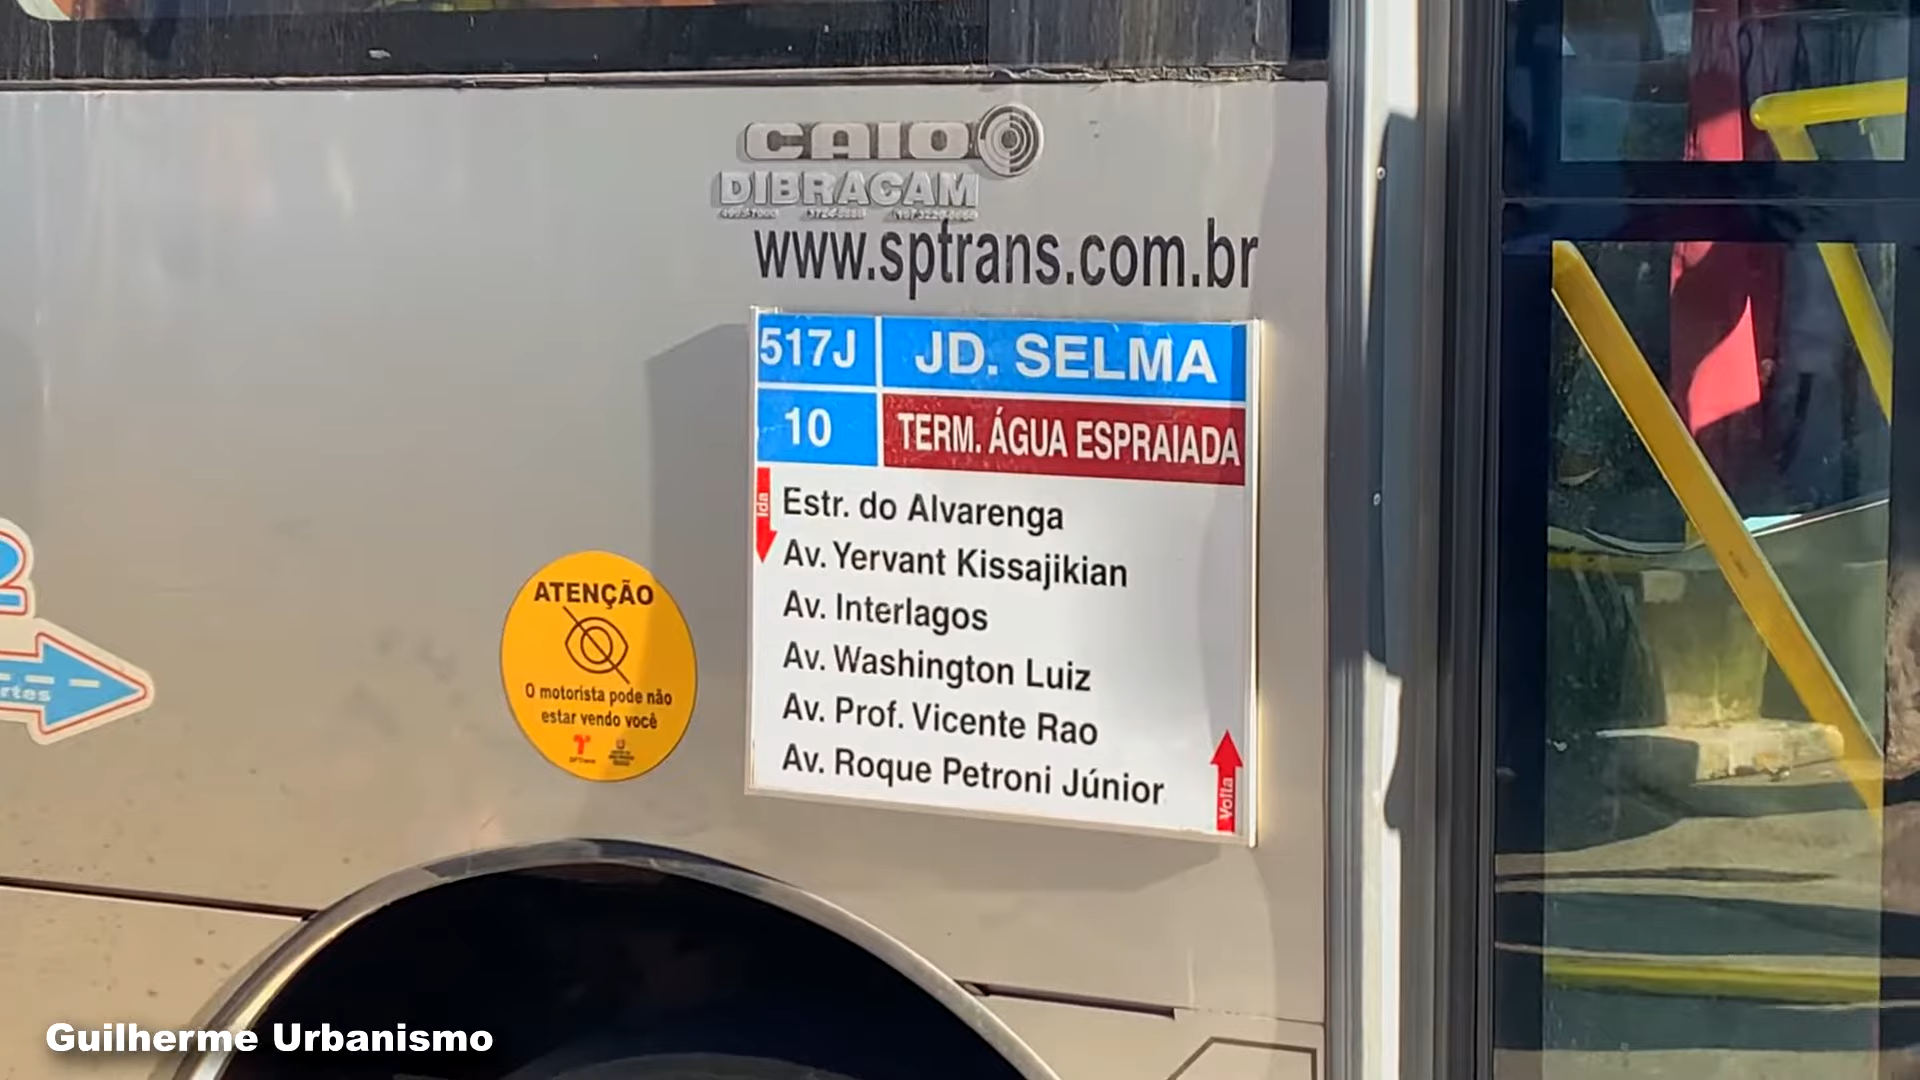 CAIO
DIBRACAM
www.sptrans.com.br
517J JD. SELMA
10 TERM. ÁGUA ESPRAIADA
Ida
Estr. do Alvarenga
Av. Yervant Kissajikian
Av. Interlagos
Av. Washington Luiz
Av. Prof. Vicente Rao
Av. Roque Petroni Júnior
Volta
ATENÇÃO
O motorista pode não
estar vendo você
SPTrans
Guilherme Urbanismo